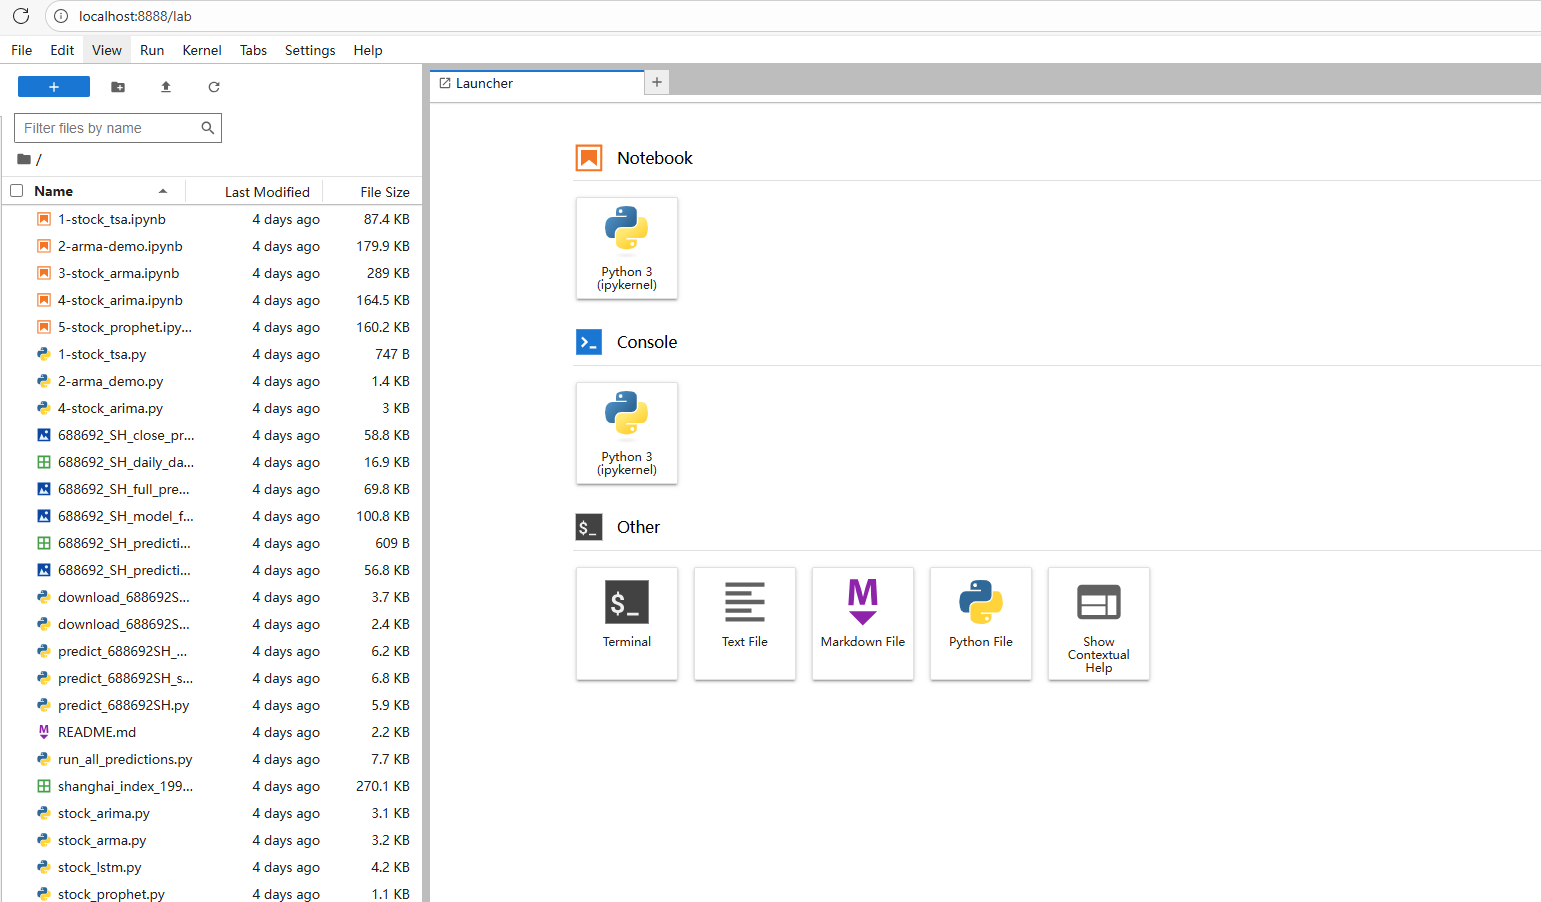 localhost:8888/lab
File Edit View Run Kernel Tabs Settings Help
Launcher
Filter files by name
/
Name Last Modified File Size
1-stock_tsa.ipynb 4 days ago 87.4 KB
2-arma-demo.ipynb 4 days ago 179.9 KB
3-stock_arma.ipynb 4 days ago 289 KB
4-stock_arima.ipynb 4 days ago 164.5 KB
5-stock_prophet.ipy... 4 days ago 160.2 KB
1-stock_tsa.py 4 days ago 747 B
2-arma_demo.py 4 days ago 1.4 KB
4-stock_arima.py 4 days ago 3 KB
688692_SH_close_pr... 4 days ago 58.8 KB
688692_SH_daily_da... 4 days ago 16.9 KB
688692_SH_full_pre... 4 days ago 69.8 KB
688692_SH_model_f... 4 days ago 100.8 KB
688692_SH_predicti... 4 days ago 609 B
688692_SH_predicti... 4 days ago 56.8 KB
download_688692S... 4 days ago 3.7 KB
download_688692S... 4 days ago 2.4 KB
predict_688692SH_... 4 days ago 6.2 KB
predict_688692SH_s... 4 days ago 6.8 KB
predict_688692SH.py 4 days ago 5.9 KB
README.md 4 days ago 2.2 KB
run_all_predictions.py 4 days ago 7.7 KB
shanghai_index_199... 4 days ago 270.1 KB
stock_arima.py 4 days ago 3.1 KB
stock_arma.py 4 days ago 3.2 KB
stock_lstm.py 4 days ago 4.2 KB
stock_prophet.py 4 days ago 1.1 KB
Notebook
Python 3
(ipykernel)
Console
Python 3
(ipykernel)
$_ Other
$_
Terminal
Text File
M
Markdown File
Python File
Show
Contextual
Help